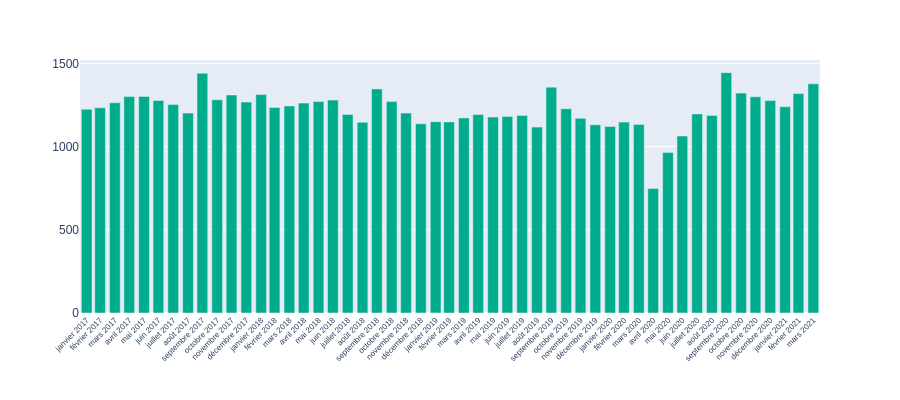 1500
1000
500
0
janvier 2017
février 2017
mars 2017
avril 2017
mai 2017
juin 2017
juillet 2017
août 2017
septembre 2017
octobre 2017
novembre 2017
décembre 2017
janvier 2018
février 2018
mars 2018
avril 2018
mai 2018
juin 2018
juillet 2018
août 2018
septembre 2018
octobre 2018
novembre 2018
décembre 2018
janvier 2019
février 2019
mars 2019
avril 2019
mai 2019
juin 2019
juillet 2019
août 2019
septembre 2019
octobre 2019
novembre 2019
décembre 2019
janvier 2020
février 2020
mars 2020
avril 2020
mai 2020
juin 2020
juillet 2020
août 2020
septembre 2020
octobre 2020
novembre 2020
décembre 2020
janvier 2021
février 2021
mars 2021